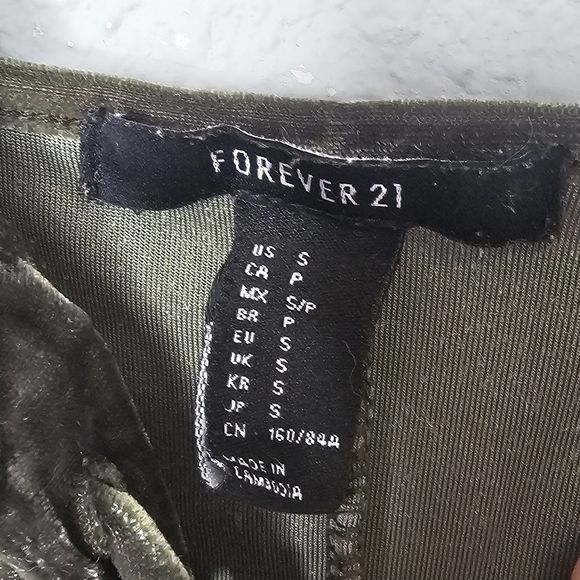 FOREVER 21
US S
CA P
MX S/P
BR P
EU S
UK S
KR S
JP S
CN 160/84A
MADE IN
CAMBODIA